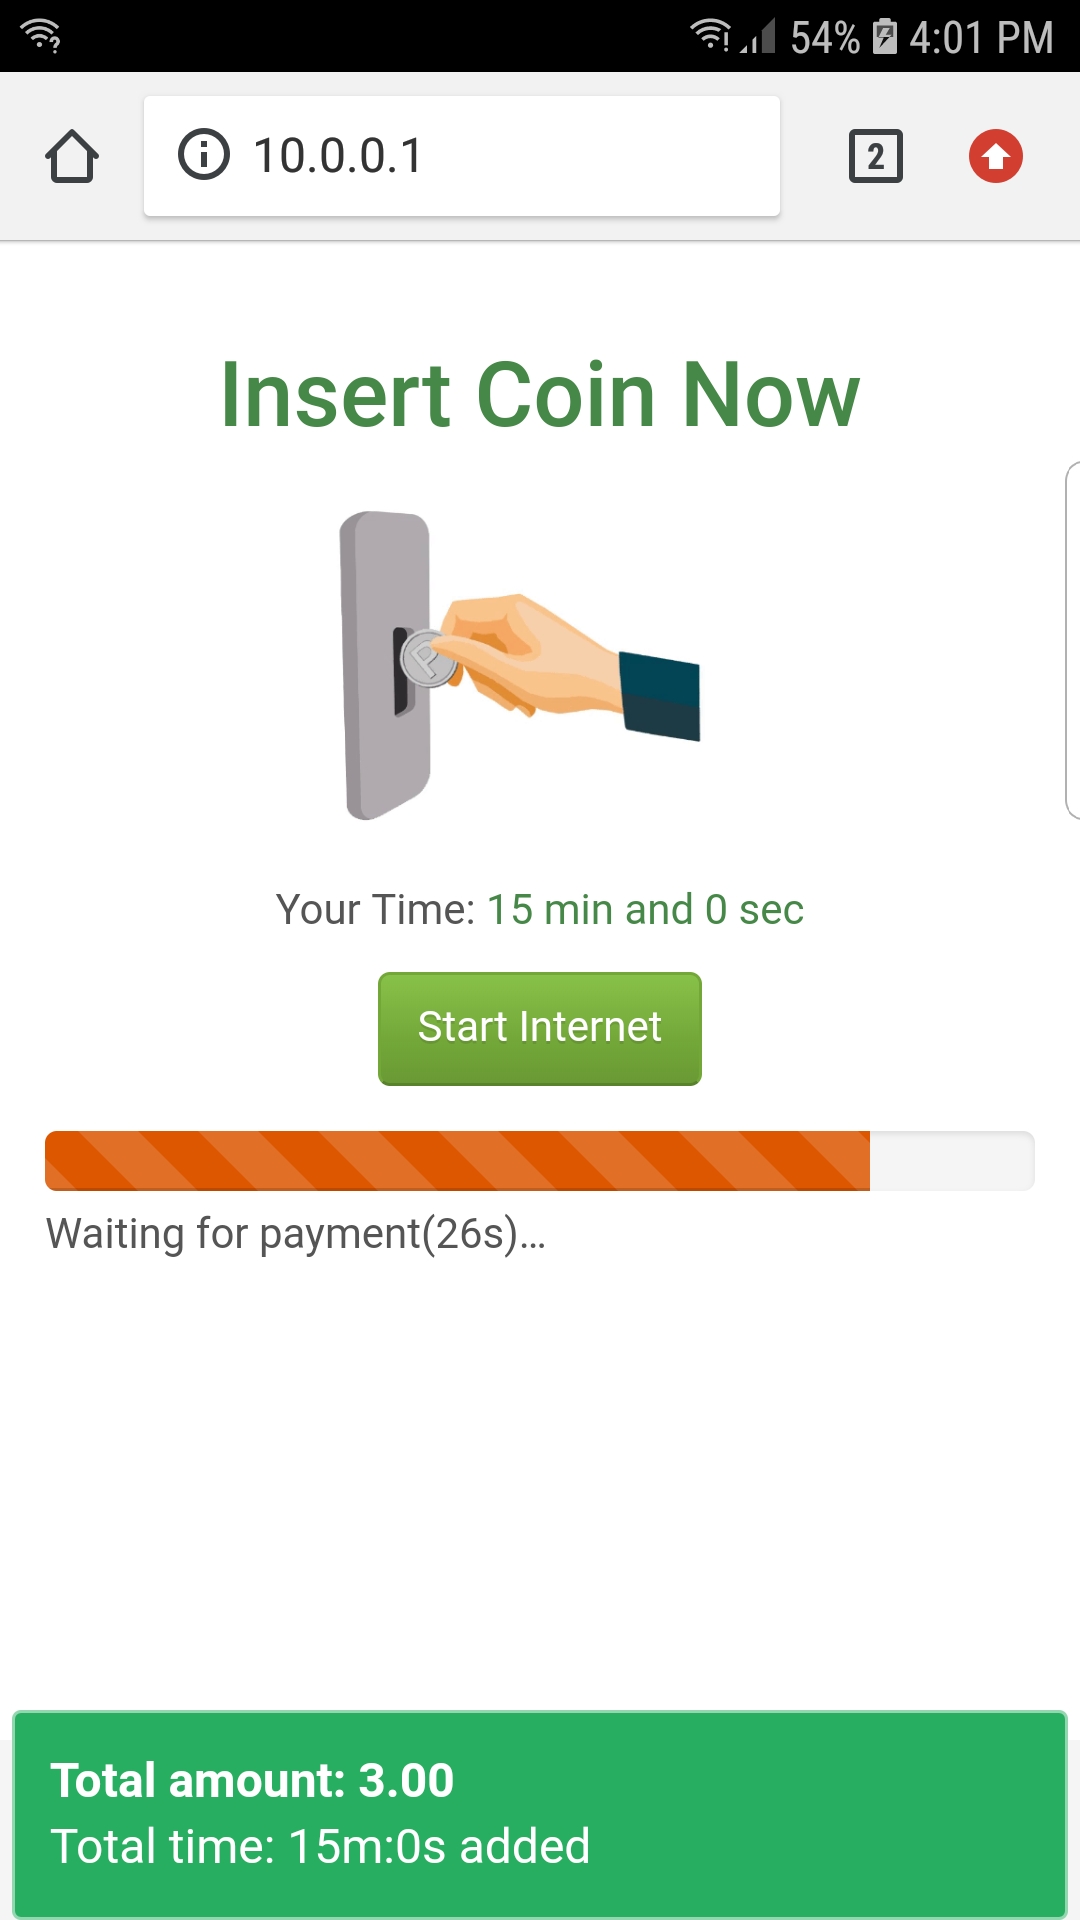 54% 4:01 PM
10.0.0.1
2
Insert Coin Now
P
Your Time: 15 min and 0 sec
Start Internet
Waiting for payment(26s)...
Total amount: 3.00
Total time: 15m:0s added